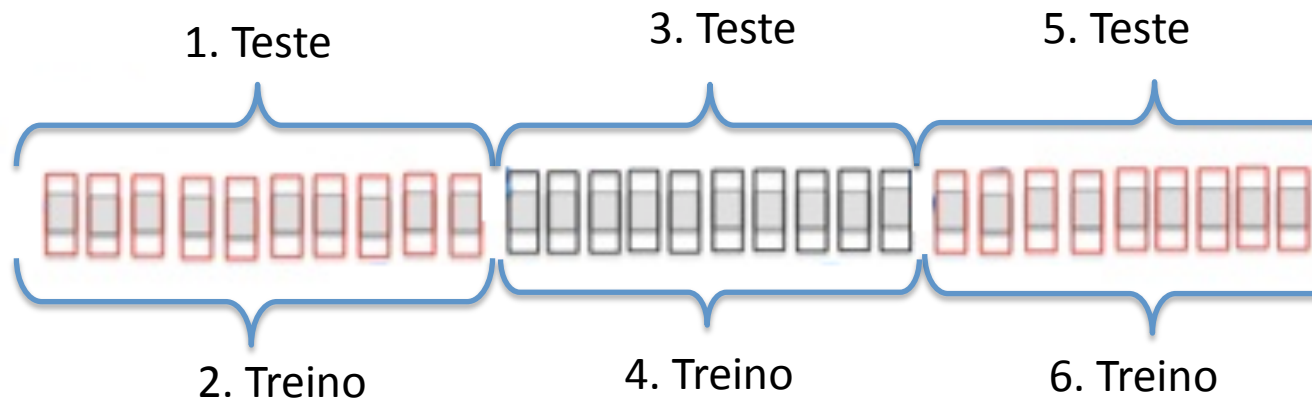 1. Teste
3. Teste
5. Teste
2. Treino
4. Treino
6. Treino